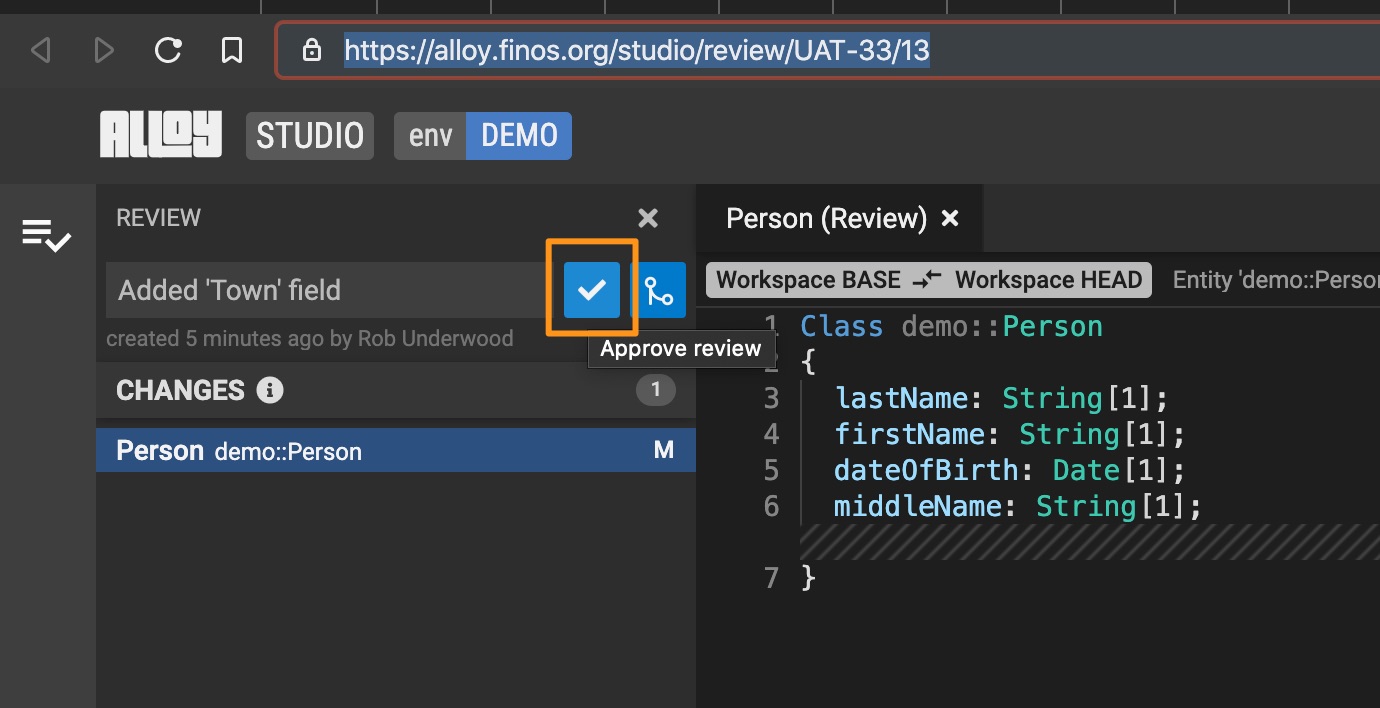 https://alloy.finos.org/studio/review/UAT-33/13
ALLOY STUDIO env DEMO
REVIEW
Added 'Town' field
created 5 minutes ago by Rob Underwood
Approve review
CHANGES i 1
Person demo::Person M
Person (Review)
Workspace BASE Workspace HEAD Entity 'demo::Person
1 Class demo::Person
2 {
3 lastName: String[1];
4 firstName: String[1];
5 dateOfBirth: Date[1];
6 middleName: String[1];
7 }